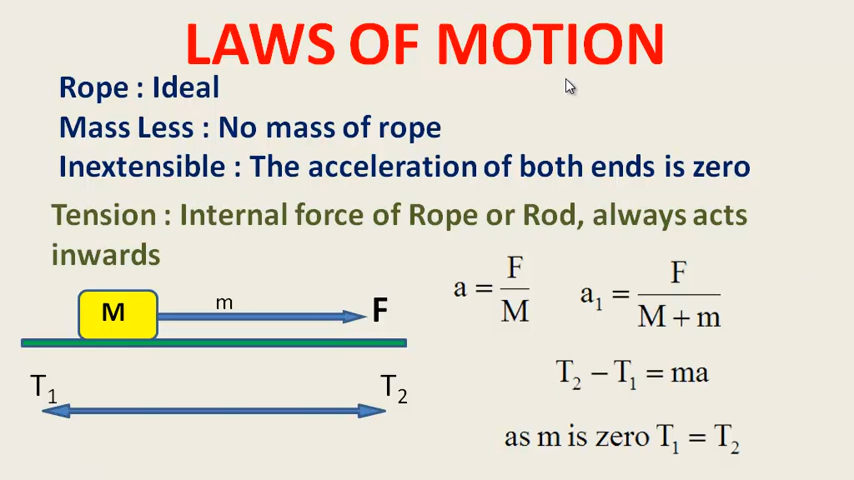 LAWS OF MOTION
Rope : Ideal
Mass Less : No mass of rope
Inextensible : The acceleration of both ends is zero
Tension : Internal force of Rope or Rod, always acts
inwards
a = F/M
a₁ = F/(M + m)
M
m
F
T₁
T₂
T₂ − T₁ = ma
as m is zero T₁ = T₂